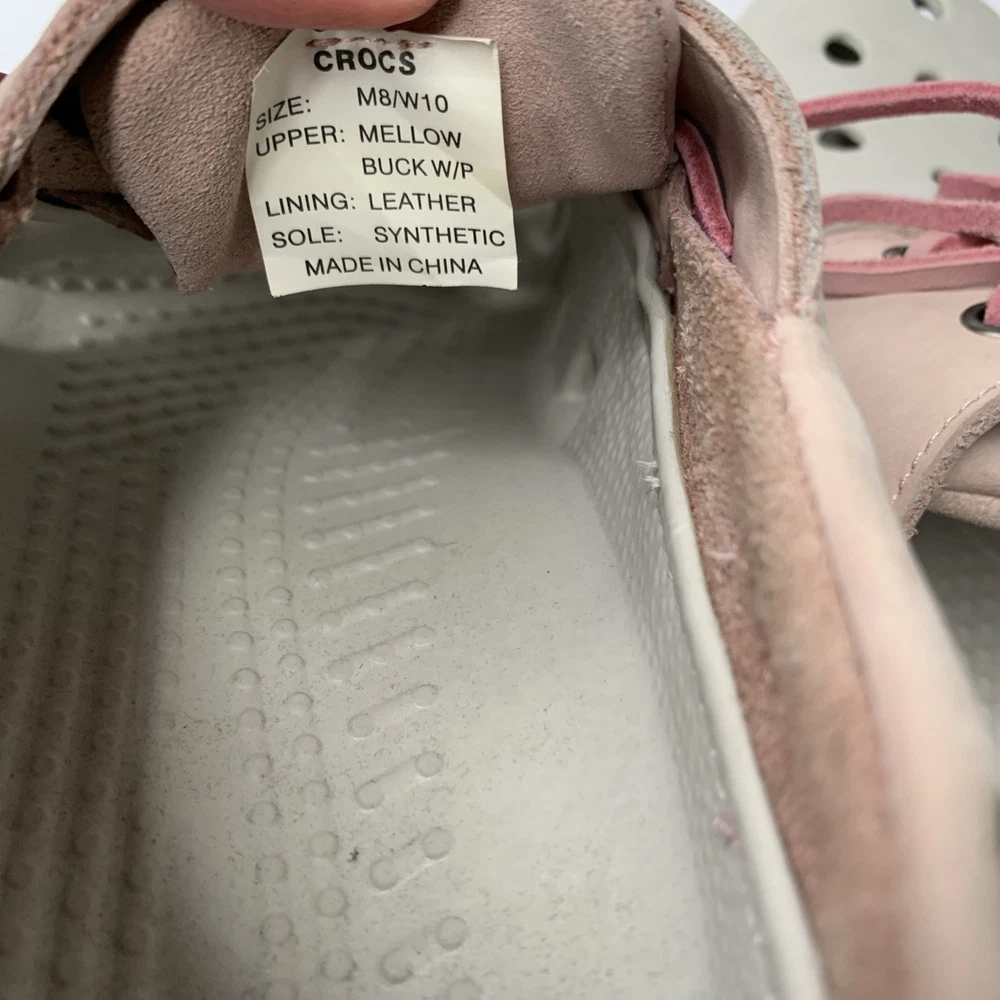 CROCS
SIZE: M8/W10
UPPER: MELLOW
BUCK W/P
LINING: LEATHER
SOLE: SYNTHETIC
MADE IN CHINA